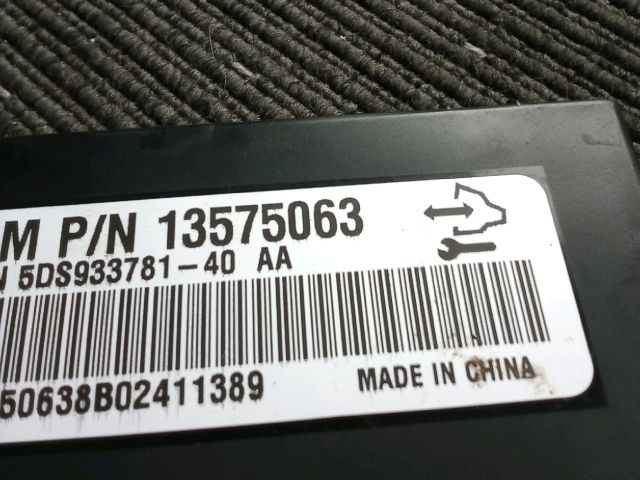 M P/N 13575063
N 5DS933781-40 AA
50638B02411389
MADE IN CHINA